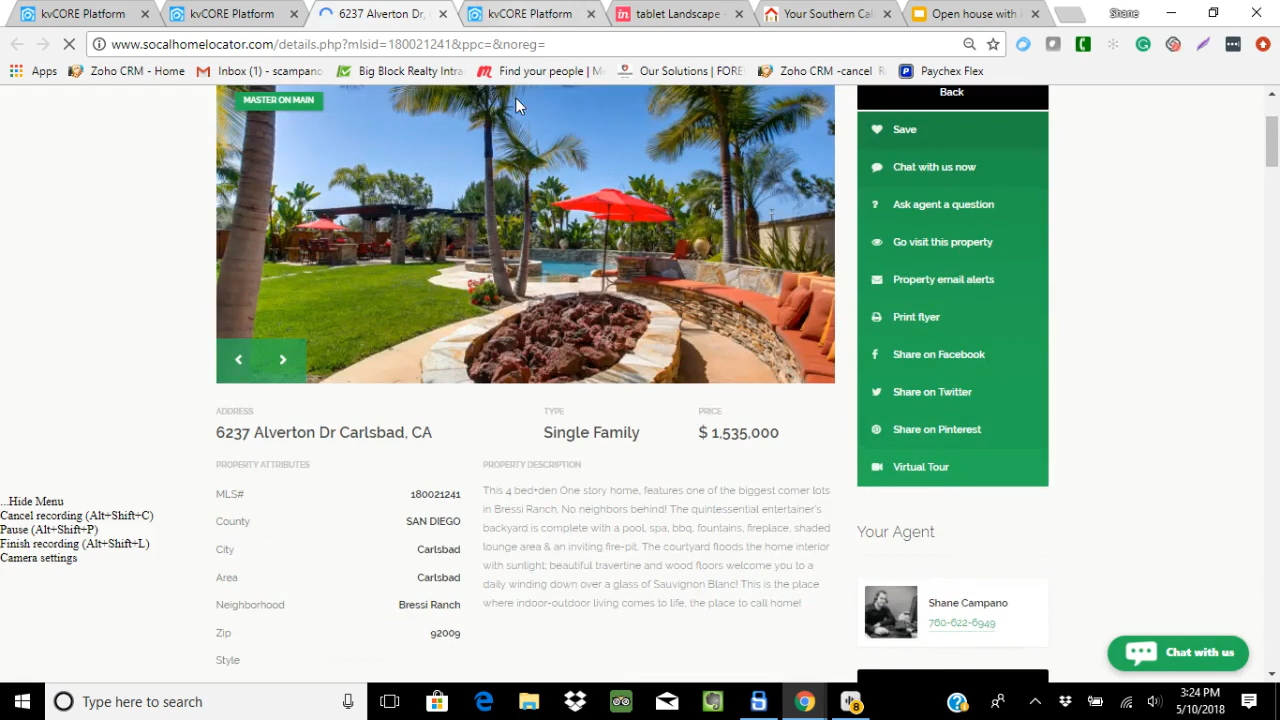 kvCORE Platform
kvCORE Platform
6237 Alverton Dr,
kvCORE Platform
tablet Landscape
Your Southern Ca
Open house with
Shane
www.socalhomelocator.com/details.php?mlsid=180021241&ppc=&noreg=
Apps
Zoho CRM - Home
Inbox (1) - scampano
Big Block Realty Intra
Find your people | M
Our Solutions | FORE
Zoho CRM -cancel
Paychex Flex
MASTER ON MAIN
Back
Save
Chat with us now
Ask agent a question
Go visit this property
Property email alerts
Print flyer
Share on Facebook
Share on Twitter
Share on Pinterest
Virtual Tour
ADDRESS
TYPE
PRICE
6237 Alverton Dr Carlsbad, CA
Single Family
$ 1,535,000
PROPERTY ATTRIBUTES
MLS# 180021241
County SAN DIEGO
City Carlsbad
Area Carlsbad
Neighborhood Bressi Ranch
Zip 92009
Style
PROPERTY DESCRIPTION
This 4 bed+den One story home, features one of the biggest corner lots
in Bressi Ranch. No neighbors behind! The quintessential entertainer's
backyard is complete with a pool, spa, bbq, fountains, fireplace, shaded
lounge area & an inviting fire-pit. The courtyard floods the home interior
with sunlight; beautiful travertine and wood floors welcome you to a
daily winding down over a glass of Sauvignon Blanc! This is the place
where indoor-outdoor living comes to life, the place to call home!
...Hide Menu
Cancel recording (Alt+Shift+C)
Pause (Alt+Shift+P)
Finish recording (Alt+Shift+L)
Camera settings
Your Agent
Shane Campano
760-622-6949
Chat with us
Type here to search
8
3:24 PM
5/10/2018